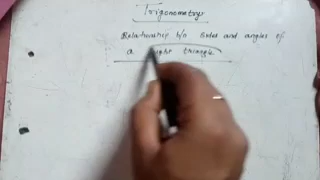 Trigonometry
Relationship b/n sides and angles of
a right triangle